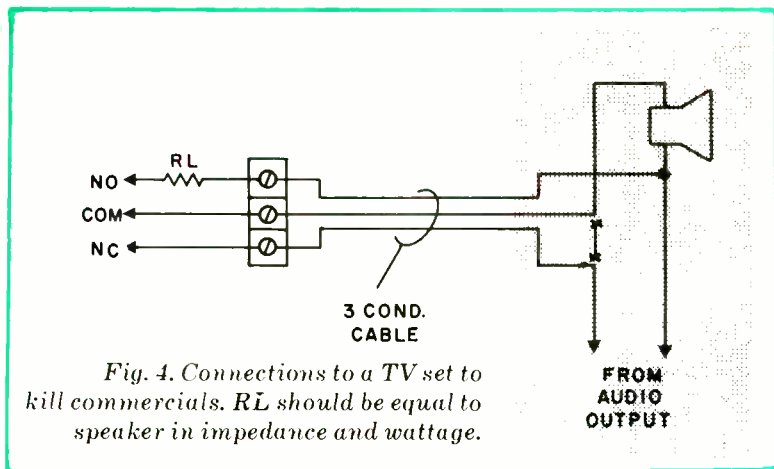 RL
NO
COM
NC
3 COND.
CABLE
FROM
AUDIO
OUTPUT
Fig. 4. Connections to a TV set to
kill commercials. RL should be equal to
speaker in impedance and wattage.